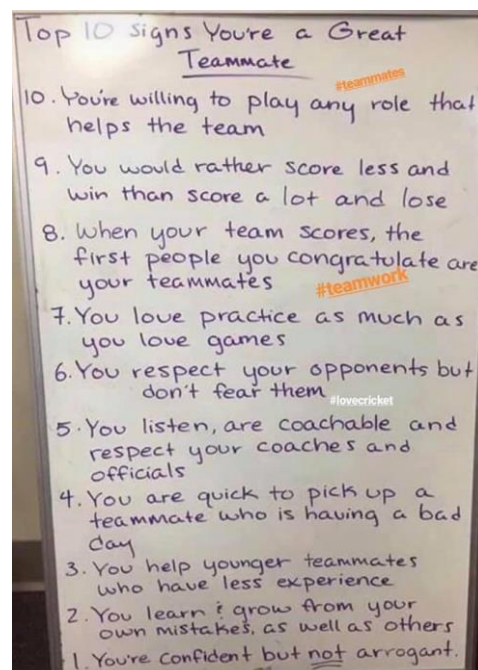 Top 10 Signs You're a Great
Teammate
#teammates
10. You're willing to play any role that
helps the team
9. You would rather score less and
win than score a lot and lose
8. When your team scores, the
first people you congratulate are
your teammates
#teamwork
7. You love practice as much as
you love games
6. You respect your opponents but
don't fear them
#lovecricket
5. You listen, are coachable and
respect your coaches and
officials
4. You are quick to pick up a
teammate who is having a bad
day
3. You help younger teammates
who have less experience
2. You learn & grow from your
own mistakes, as well as others
1. You're confident but not arrogant.